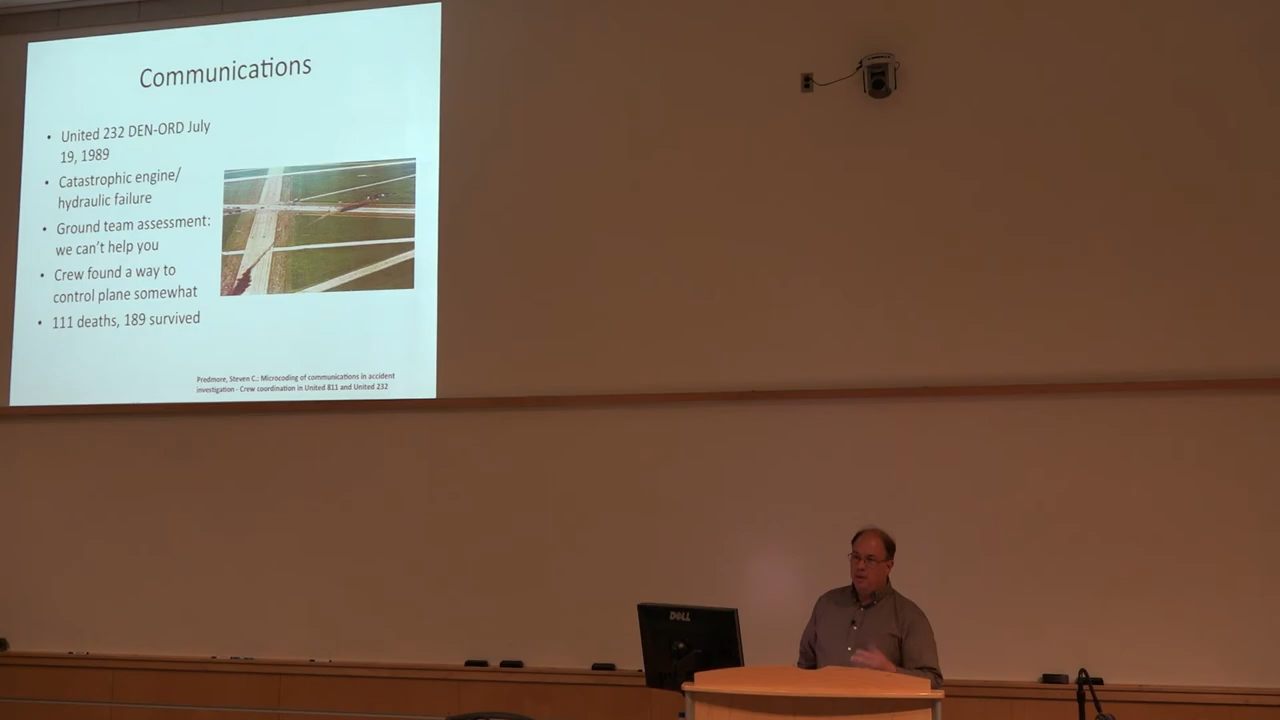 Communications
• United 232 DEN-ORD July
19, 1989
• Catastrophic engine/
hydraulic failure
• Ground team assessment:
we can't help you
• Crew found a way to
control plane somewhat
• 111 deaths, 189 survived
Predmore, Steven C.: Microcoding of communications in accident
investigation - Crew coordination in United 811 and United 232
DELL